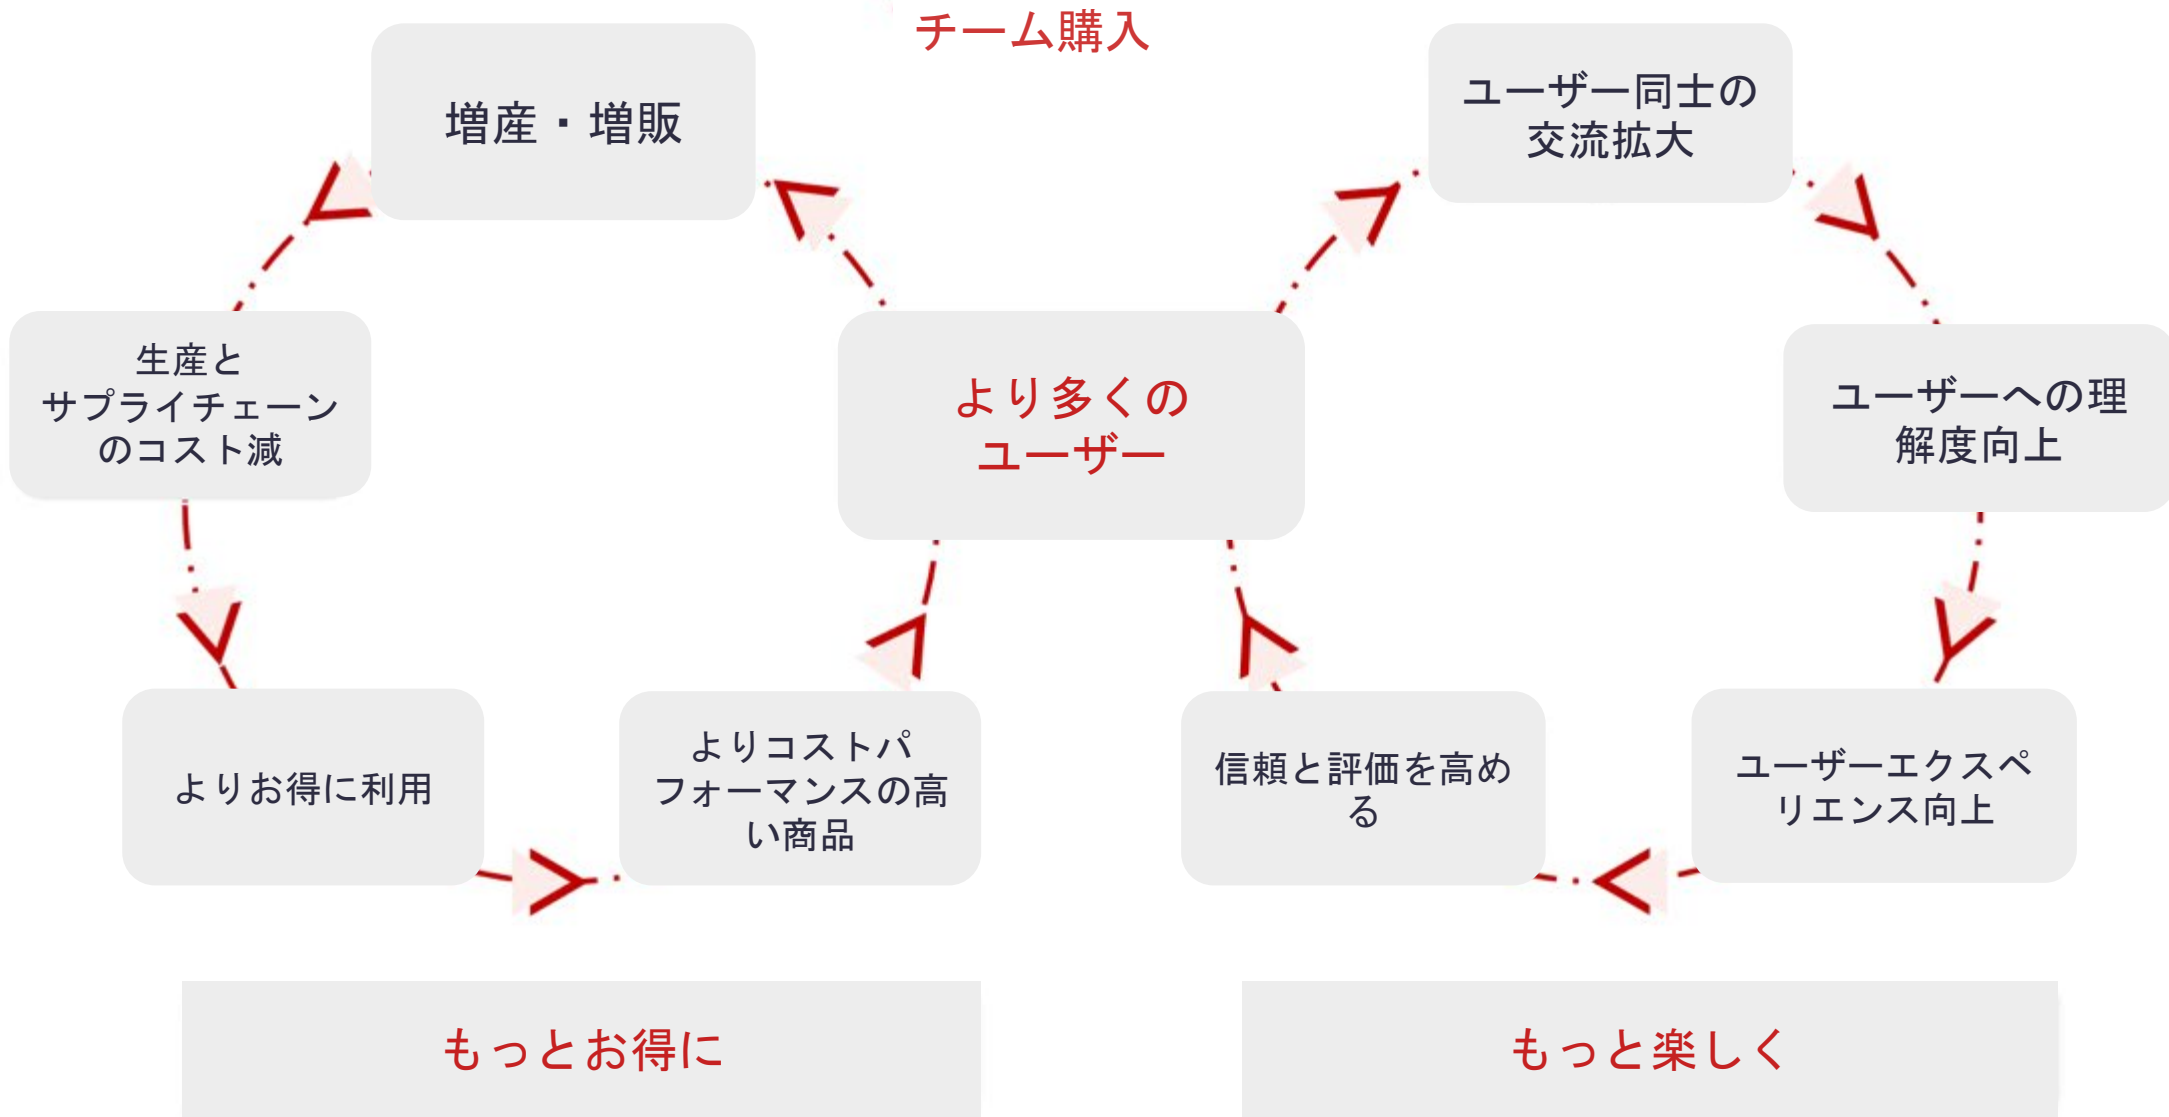 チーム購入
増産・増販
ユーザー同士の
交流拡大
生産と
サプライチェーン
のコスト減
より多くの
ユーザー
ユーザーへの理
解度向上
よりお得に利用
よりコストパ
フォーマンスの高
い商品
信頼と評価を高め
る
ユーザーエクスペ
リエンス向上
もっとお得に
もっと楽しく